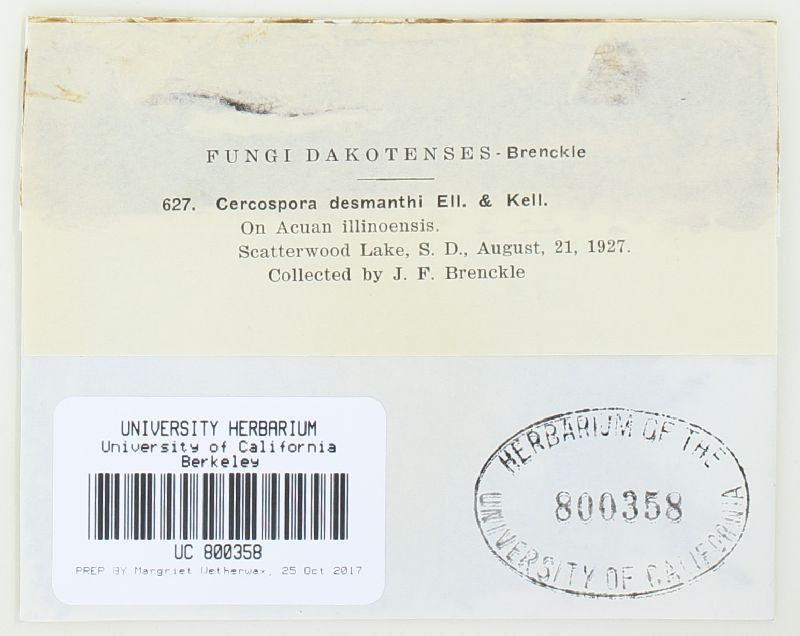 FUNGI DAKOTENSES - Brenckle
627. Cercospora desmanthi Ell. & Kell.
On Acuan illinoensis.
Scatterwood Lake, S. D., August, 21, 1927.
Collected by J. F. Brenckle
UNIVERSITY HERBARIUM
University of California
Berkeley
UC 800358
PREP BY Margriet Wetherwax, 25 Oct 2017
HERBARIUM OF THE
800358
UNIVERSITY OF CALIFORNIA